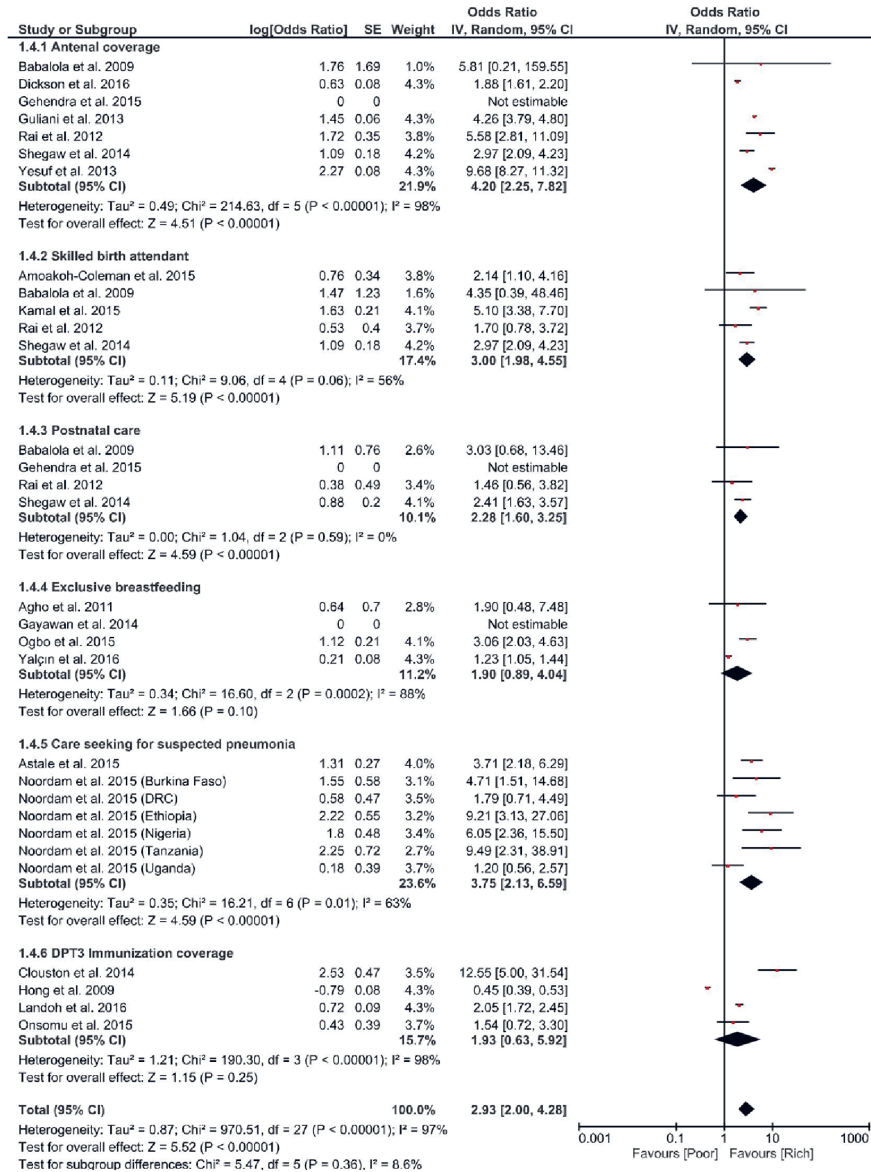 Odds Ratio Odds Ratio
Study or Subgroup log[Odds Ratio] SE Weight IV, Random, 95% CI IV, Random, 95% CI
1.4.1 Antenal coverage
Babalola et al. 2009 1.76 1.69 1.0% 5.81 [0.21, 159.55]
Dickson et al. 2016 0.63 0.08 4.3% 1.88 [1.61, 2.20]
Gehendra et al. 2015 0 0 Not estimable
Guliani et al. 2013 1.45 0.06 4.3% 4.26 [3.79, 4.80]
Rai et al. 2012 1.72 0.35 3.8% 5.58 [2.81, 11.09]
Shegaw et al. 2014 1.09 0.18 4.2% 2.97 [2.09, 4.23]
Yesuf et al. 2013 2.27 0.08 4.3% 9.68 [8.27, 11.32]
Subtotal (95% CI) 21.9% 4.20 [2.25, 7.82]
Heterogeneity: Tau² = 0.49; Chi² = 214.63, df = 5 (P < 0.00001); I² = 98%
Test for overall effect: Z = 4.51 (P < 0.00001)
1.4.2 Skilled birth attendant
Amoakoh-Coleman et al. 2015 0.76 0.34 3.8% 2.14 [1.10, 4.16]
Babalola et al. 2009 1.47 1.23 1.6% 4.35 [0.39, 48.46]
Kamal et al. 2015 1.63 0.21 4.1% 5.10 [3.38, 7.70]
Rai et al. 2012 0.53 0.4 3.7% 1.70 [0.78, 3.72]
Shegaw et al. 2014 1.09 0.18 4.2% 2.97 [2.09, 4.23]
Subtotal (95% CI) 17.4% 3.00 [1.98, 4.55]
Heterogeneity: Tau² = 0.11; Chi² = 9.06, df = 4 (P = 0.06); I² = 56%
Test for overall effect: Z = 5.19 (P < 0.00001)
1.4.3 Postnatal care
Babalola et al. 2009 1.11 0.76 2.6% 3.03 [0.68, 13.46]
Gehendra et al. 2015 0 0 Not estimable
Rai et al. 2012 0.38 0.49 3.4% 1.46 [0.56, 3.82]
Shegaw et al. 2014 0.88 0.2 4.1% 2.41 [1.63, 3.57]
Subtotal (95% CI) 10.1% 2.28 [1.60, 3.25]
Heterogeneity: Tau² = 0.00; Chi² = 1.04, df = 2 (P = 0.59); I² = 0%
Test for overall effect: Z = 4.59 (P < 0.00001)
1.4.4 Exclusive breastfeeding
Agho et al. 2011 0.64 0.7 2.8% 1.90 [0.48, 7.48]
Gayawan et al. 2014 0 0 Not estimable
Ogbo et al. 2015 1.12 0.21 4.1% 3.06 [2.03, 4.63]
Yalçın et al. 2016 0.21 0.08 4.3% 1.23 [1.05, 1.44]
Subtotal (95% CI) 11.2% 1.90 [0.89, 4.04]
Heterogeneity: Tau² = 0.34; Chi² = 16.60, df = 2 (P = 0.0002); I² = 88%
Test for overall effect: Z = 1.66 (P = 0.10)
1.4.5 Care seeking for suspected pneumonia
Astale et al. 2015 1.31 0.27 4.0% 3.71 [2.18, 6.29]
Noordam et al. 2015 (Burkina Faso) 1.55 0.58 3.1% 4.71 [1.51, 14.68]
Noordam et al. 2015 (DRC) 0.58 0.47 3.5% 1.79 [0.71, 4.49]
Noordam et al. 2015 (Ethiopia) 2.22 0.55 3.2% 9.21 [3.13, 27.06]
Noordam et al. 2015 (Nigeria) 1.8 0.48 3.4% 6.05 [2.36, 15.50]
Noordam et al. 2015 (Tanzania) 2.25 0.72 2.7% 9.49 [2.31, 38.91]
Noordam et al. 2015 (Uganda) 0.18 0.39 3.7% 1.20 [0.56, 2.57]
Subtotal (95% CI) 23.6% 3.75 [2.13, 6.59]
Heterogeneity: Tau² = 0.35; Chi² = 16.21, df = 6 (P = 0.01); I² = 63%
Test for overall effect: Z = 4.59 (P < 0.00001)
1.4.6 DPT3 Immunization coverage
Clouston et al. 2014 2.53 0.47 3.5% 12.55 [5.00, 31.54]
Hong et al. 2009 -0.79 0.08 4.3% 0.45 [0.39, 0.53]
Landoh et al. 2016 0.72 0.09 4.3% 2.05 [1.72, 2.45]
Onsomu et al. 2015 0.43 0.39 3.7% 1.54 [0.72, 3.30]
Subtotal (95% CI) 15.7% 1.93 [0.63, 5.92]
Heterogeneity: Tau² = 1.21; Chi² = 190.30, df = 3 (P < 0.00001); I² = 98%
Test for overall effect: Z = 1.15 (P = 0.25)
Total (95% CI) 100.0% 2.93 [2.00, 4.28]
Heterogeneity: Tau² = 0.87; Chi² = 970.51, df = 27 (P < 0.00001); I² = 97%
Test for overall effect: Z = 5.52 (P < 0.00001)
Test for subgroup differences: Chi² = 5.47, df = 5 (P = 0.36), I² = 8.6%
0.001 0.1 1 10 1000
Favours [Poor] Favours [Rich]